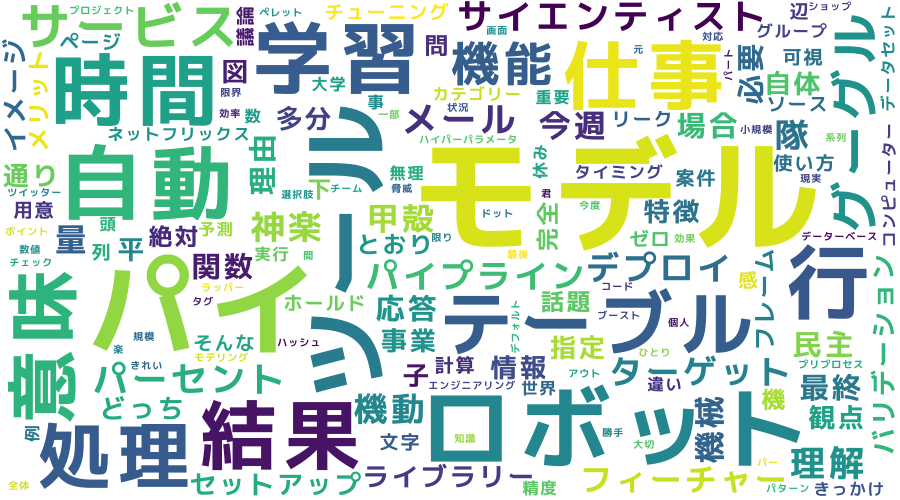 プロジェクト
ペレット
チューニング
サイエンティスト
辺
ショップ
サービス
議論
画面
元
対応
グループ
データセット
イメージ
メリット
ページ
学習
問
機能
仕事
パート
必要
可視
グーグル
時間
図
限界
大学
カテゴリー
重要
自体
効率
数
事
一部
状況
ソース
ネットフリックス
多分
メール
今週
リーク
場合
小規模
隊
系列
ハイパーパラメータ
ツール
モデル
自動
理由
通り
ツイッター
選択肢
チーム
下
無理
脅威
休み
タイミング
案件
使い方
現実
コンピューター
用意
頭
神楽
甲殻
君
ドット
今度
完全
特徴
ポイント
量
列
平
絶対
予測
実行
とおり
限り
最後
ゼロ
効果
データーベース
数値
チェック
関数
間
パイプライン
デプロイ
感
フレーム
行
意味
パイ
ラッパー
タグ
ホールド
応答
話題
コード
ブースト
個人
テーブル
バリデーション
規模
楽
きれい
そんな
モデリング
ハッシュ
事業
デフォルト
指定
ひとり
民主
プリプロセス
パーセント
子
計算
情報
アウト
ターゲット
違い
エンジニアリング
世界
機
最終
どっち
機動
ロボット
観点
例
処理
結果
文字
知識
勝手
大切
機械
バー
理解
全体
セットアップ
ライブラリー
精度
フィーチャー
パターン
きっかけ